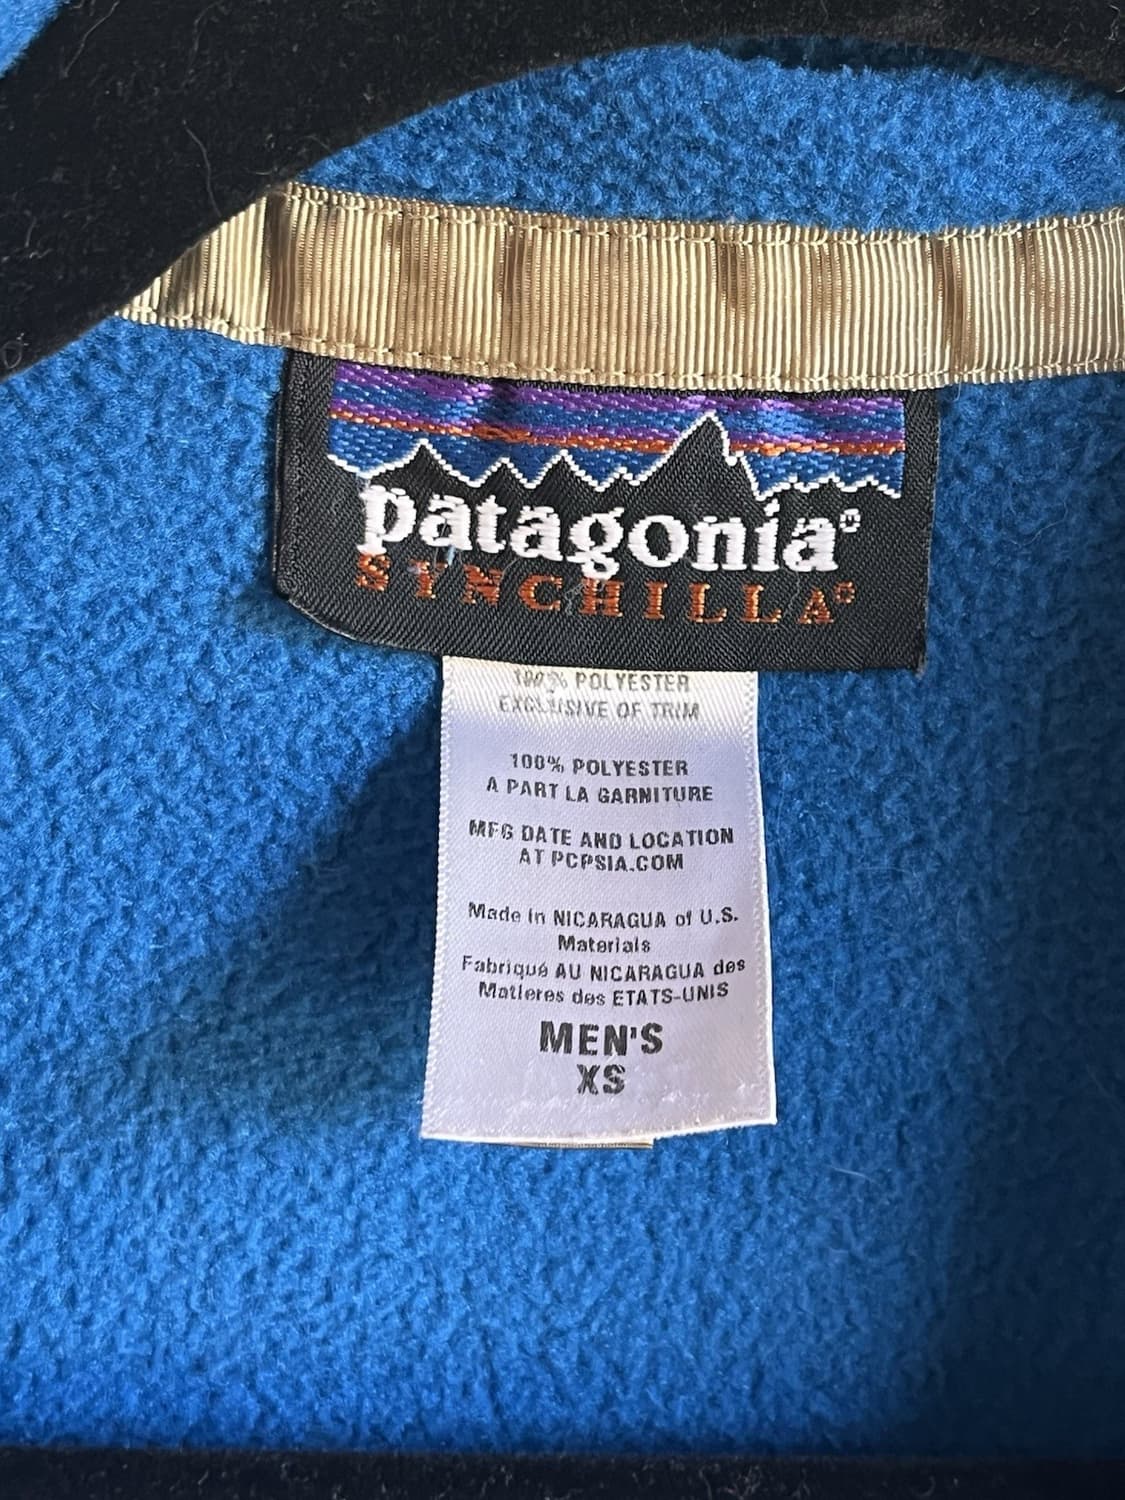 patagonia®
SYNCHILLA®
100% POLYESTER
EXCLUSIVE OF TRIM
100% POLYESTER
A PART LA GARNITURE
MFG DATE AND LOCATION
AT PCPSIA.COM
Made in NICARAGUA of U.S.
Materials
Fabriqué AU NICARAGUA des
Matieres des ETATS-UNIS
MEN'S
XS